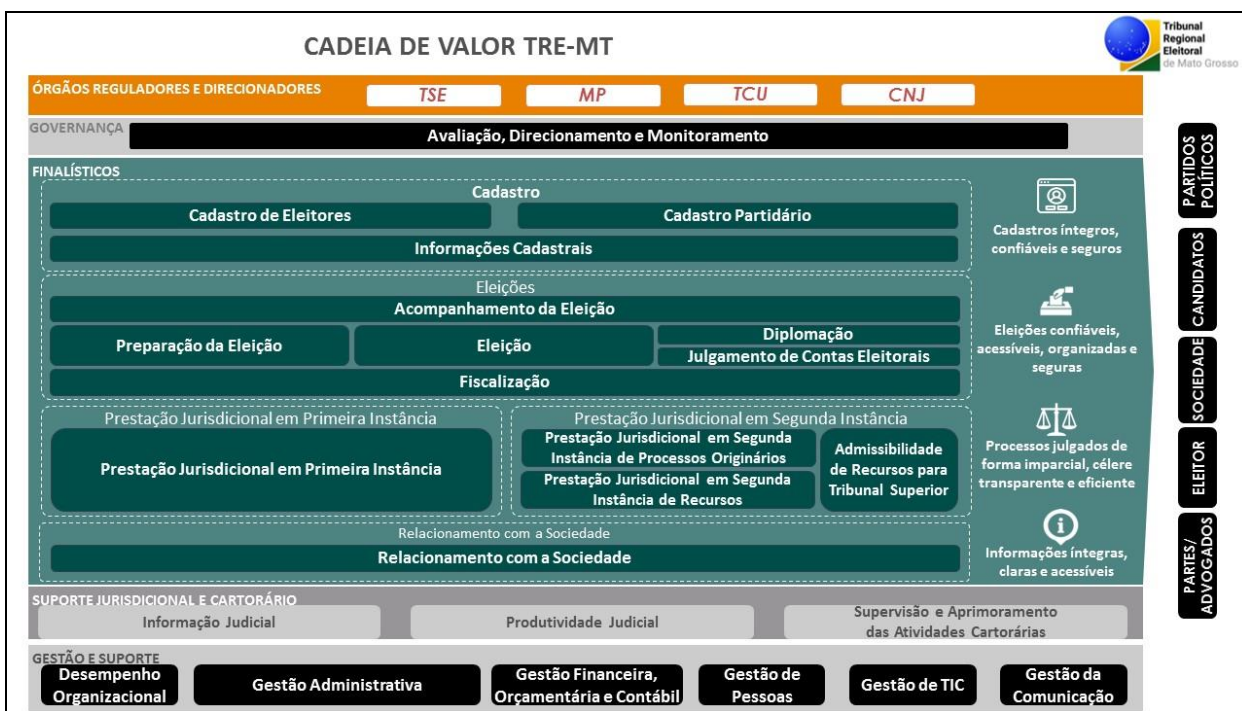 CADEIA DE VALOR TRE-MT
Tribunal
Regional
Eleitoral
de Mato Grosso
ÓRGÃOS REGULADORES E DIRECIONADORES
TSE
MP
TCU
CNJ
GOVERNANÇA
Avaliação, Direcionamento e Monitoramento
FINALÍSTICOS
Cadastro
Cadastro de Eleitores
Cadastro Partidário
Informações Cadastrais
Cadastros íntegros,
confiáveis e seguros
Eleições
Acompanhamento da Eleição
Preparação da Eleição
Eleição
Diplomação
Julgamento de Contas Eleitorais
Fiscalização
Eleições confiáveis,
acessíveis, organizadas e
seguras
Prestação Jurisdicional em Primeira Instância
Prestação Jurisdicional em Primeira Instância
Prestação Jurisdicional em Segunda Instância
Prestação Jurisdicional em Segunda
Instância de Processos Originários
Prestação Jurisdicional em Segunda
Instância de Recursos
Admissibilidade
de Recursos para
Tribunal Superior
Processos julgados de
forma imparcial, célere
transparente e eficiente
Relacionamento com a Sociedade
Relacionamento com a Sociedade
Informações íntegras,
claras e acessíveis
SUPORTE JURISDICIONAL E CARTORÁRIO
Informação Judicial
Produtividade Judicial
Supervisão e Aprimoramento
das Atividades Cartorárias
GESTÃO E SUPORTE
Desempenho
Organizacional
Gestão Administrativa
Gestão Financeira,
Orçamentária e Contábil
Gestão de
Pessoas
Gestão de TIC
Gestão da
Comunicação
PARTIDOS
POLÍTICOS
CANDIDATOS
SOCIEDADE
ELEITOR
PARTES/
ADVOGADOS